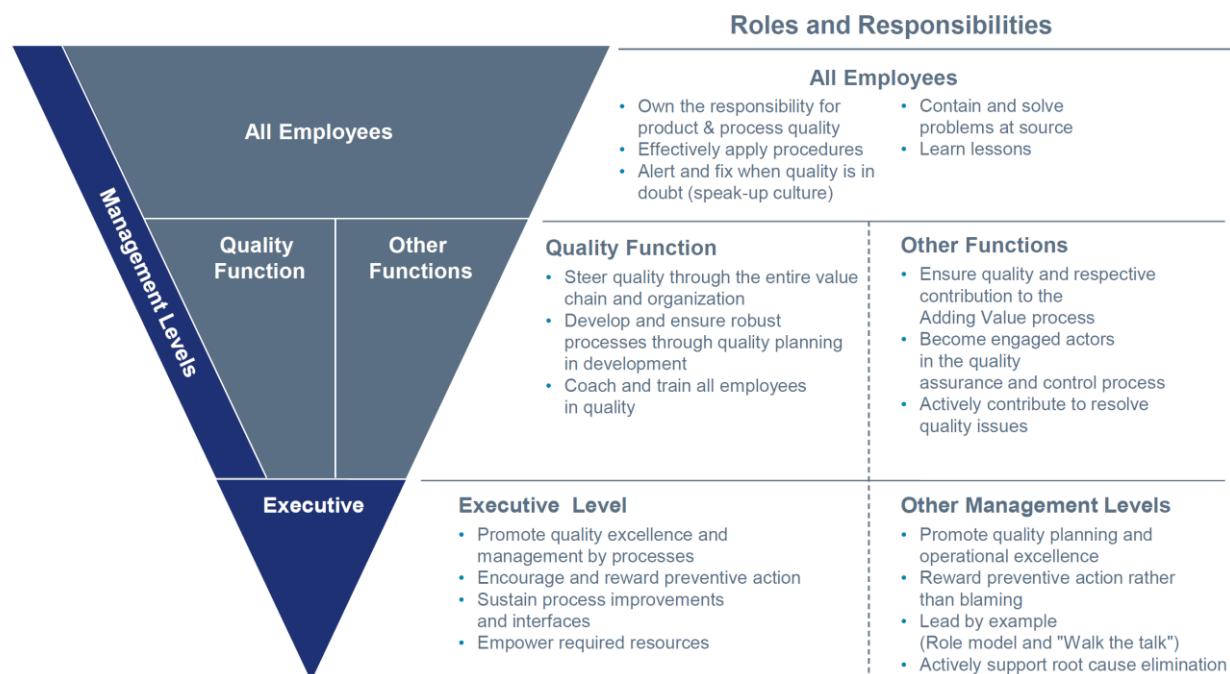 Roles and Responsibilities
All Employees
Management Levels
Quality
Function
Other
Functions
Executive
All Employees
• Own the responsibility for
product & process quality
• Effectively apply procedures
• Alert and fix when quality is in
doubt (speak-up culture)
• Contain and solve
problems at source
• Learn lessons
Quality Function
• Steer quality through the entire value
chain and organization
• Develop and ensure robust
processes through quality planning
in development
• Coach and train all employees
in quality
Other Functions
• Ensure quality and respective
contribution to the
Adding Value process
• Become engaged actors
in the quality
assurance and control process
• Actively contribute to resolve
quality issues
Executive Level
• Promote quality excellence and
management by processes
• Encourage and reward preventive action
• Sustain process improvements
and interfaces
• Empower required resources
Other Management Levels
• Promote quality planning and
operational excellence
• Reward preventive action rather
than blaming
• Lead by example
(Role model and "Walk the talk")
• Actively support root cause elimination